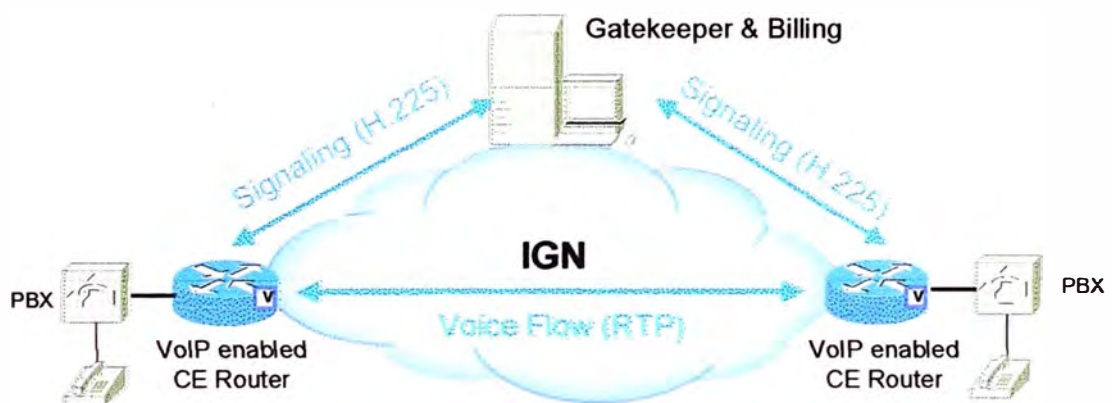 Gatekeeper & Billing
Signaling (H.225)
Signaling (H.225)
IGN
PBX
V
Voice Flow (RTP)
V
PBX
VoIP enabled
CE Router
VoIP enabled
CE Router